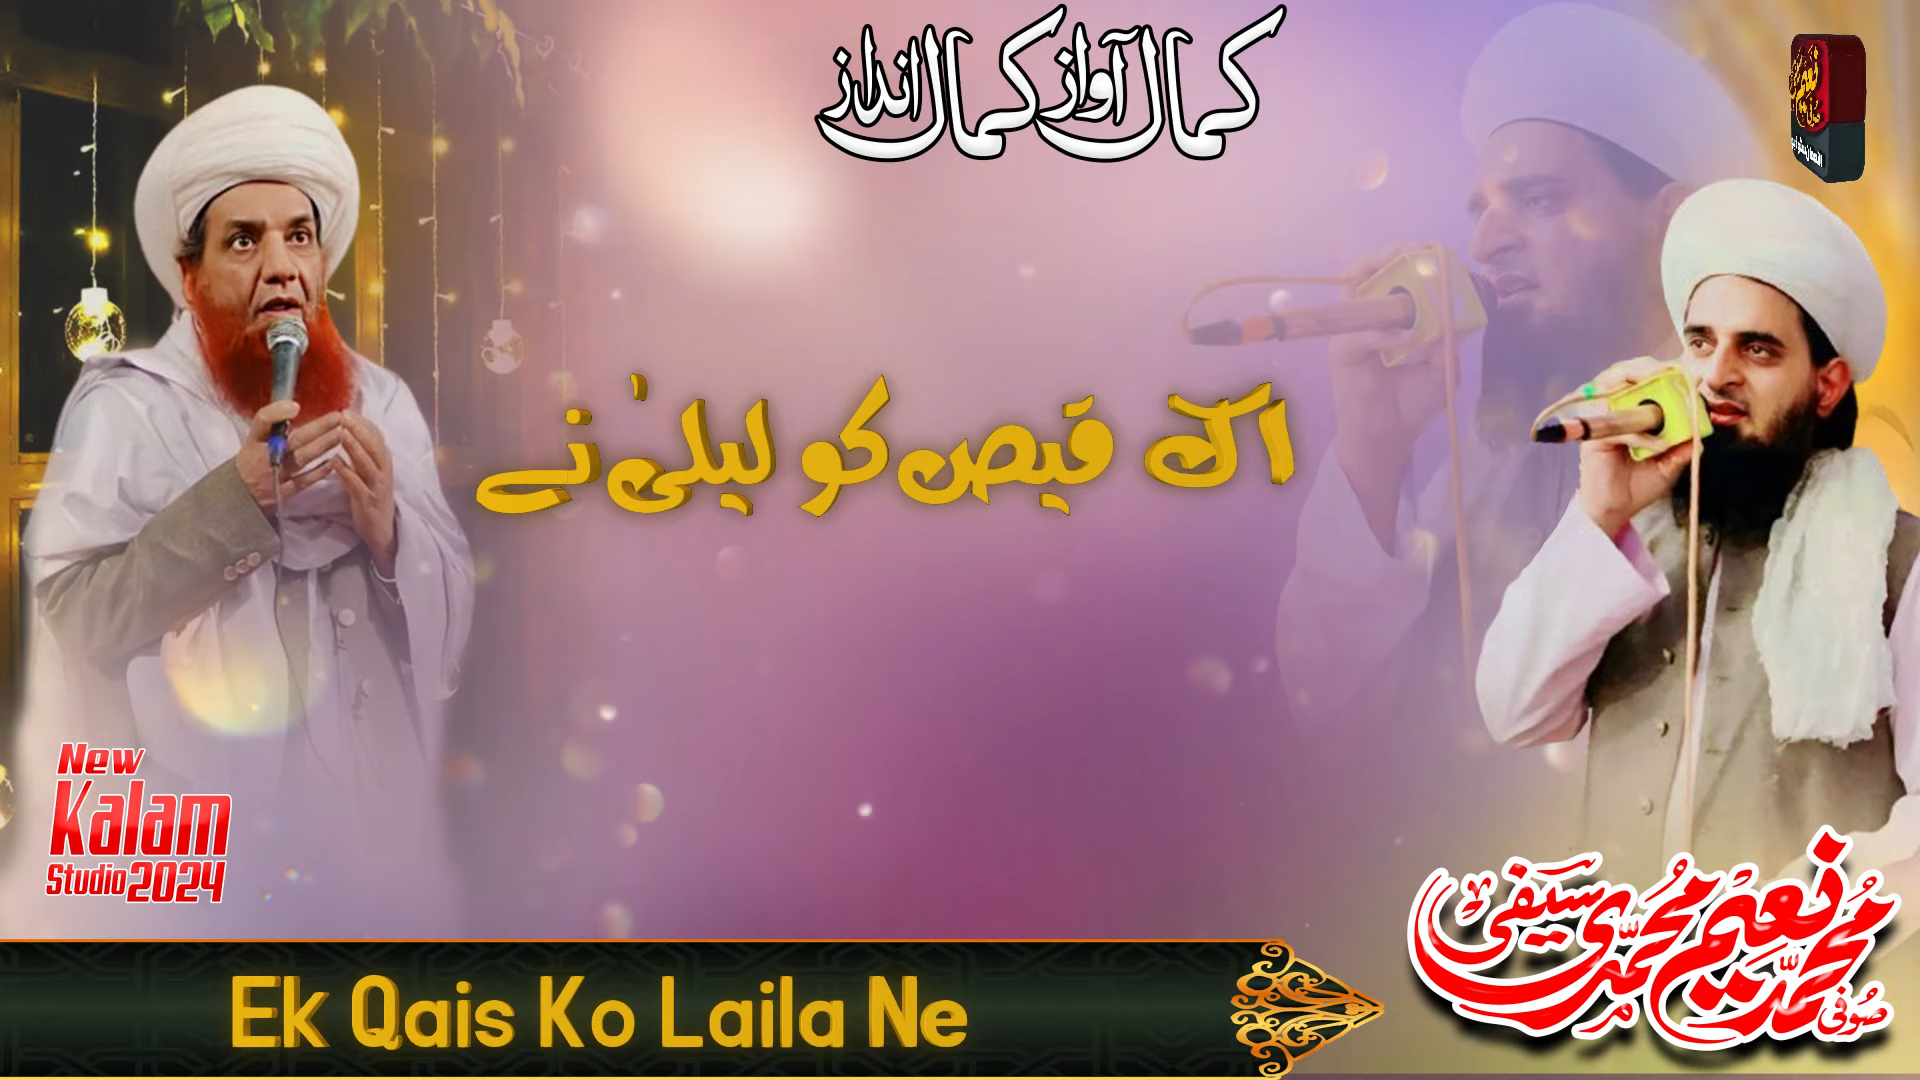 کمال آواز کمال انداز
اک قیص کو لیلیٰ نے
New
Kalam
Studio 2024
Ek Qais Ko Laila Ne
صوفی محمد نعیم محمدی سیفی